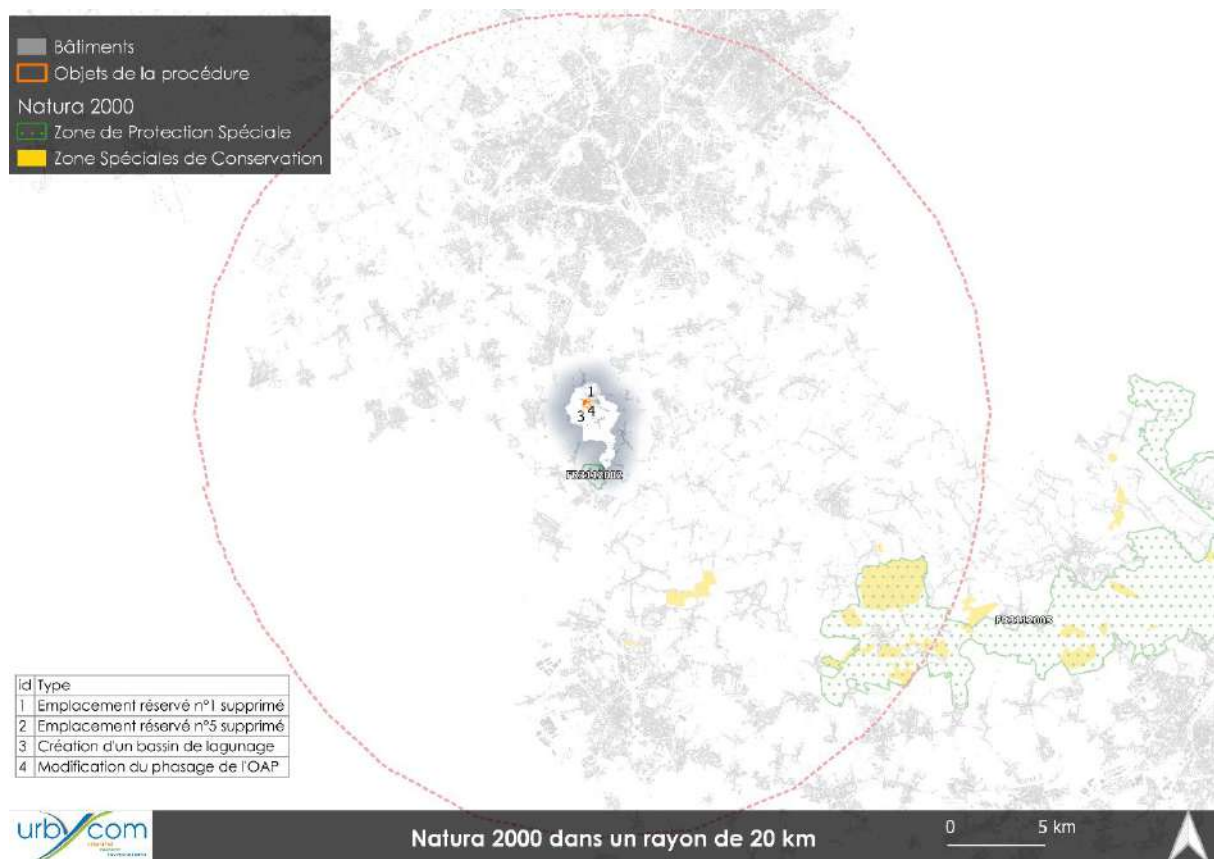 Bâtiments
Objets de la procédure
Natura 2000
Zone de Protection Spéciale
Zone Spéciales de Conservation
1
3 4
FR3112002
FR3112005
id Type
1 Emplacement réservé n°1 supprimé
2 Emplacement réservé n°5 supprimé
3 Création d'un bassin de lagunage
4 Modification du phasage de l'OAP
urbycom
Natura 2000 dans un rayon de 20 km
0 5 km